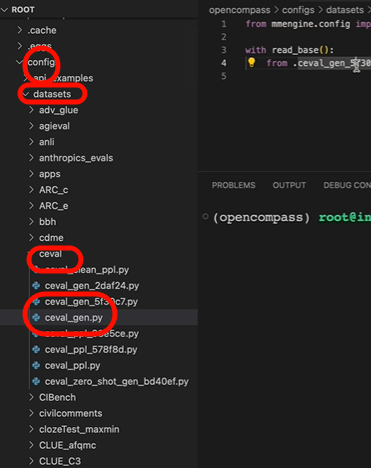 ROOT
.cache
.eggs
config
api_examples
datasets
adv_glue
agieval
anli
anthropics_evals
apps
ARC_c
ARC_e
bbh
cdme
ceval
ceval_clean_ppl.py
ceval_gen_2daf24.py
ceval_gen_5f30c7.py
ceval_gen.py
ceval_ppl_578f8d.py
ceval_ppl.py
ceval_zero_shot_gen_bd40ef.py
CIBench
civilcomments
clozeTest_maxmin
CLUE_afqmc
CLUE_C3
opencompass > configs > datasets
1 from mmengine.config imp
2
3 with read_base():
4 from .ceval_gen_5f30
5
PROBLEMS OUTPUT DEBUG CON
(opencompass) root@in